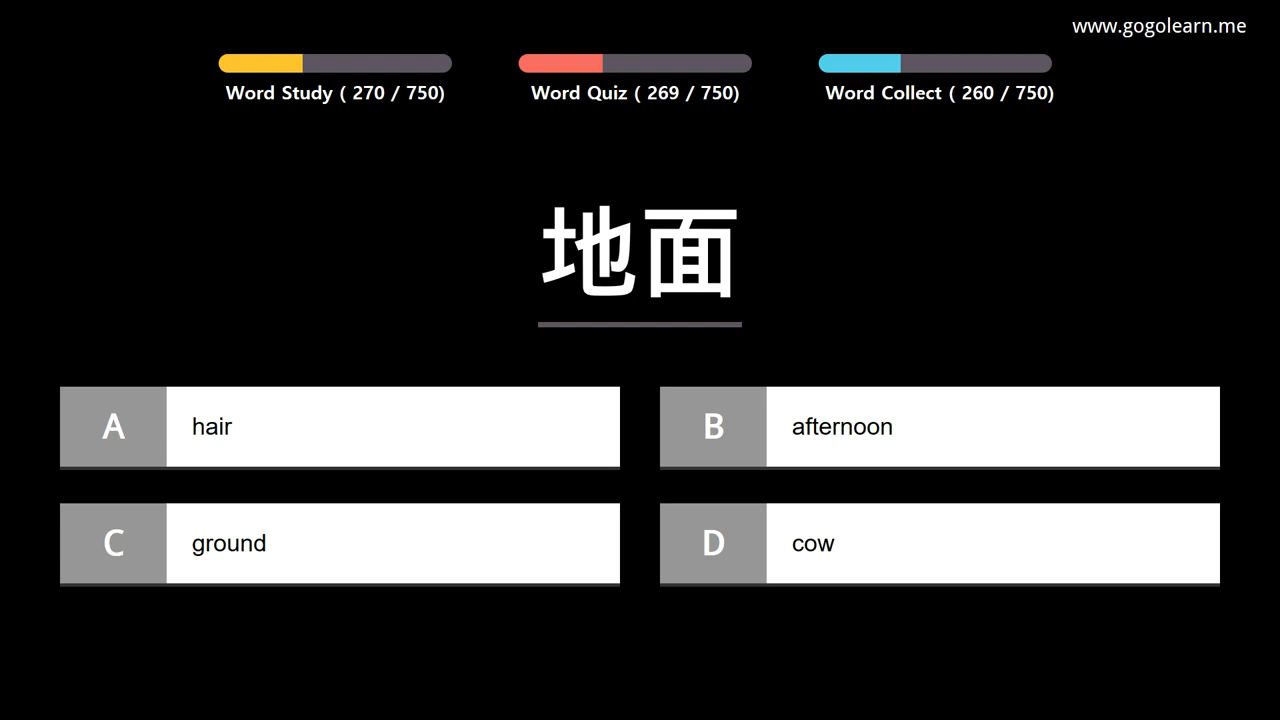 www.gogolearn.me
Word Study ( 270 / 750)
Word Quiz ( 269 / 750)
Word Collect ( 260 / 750)
地面
A hair
B afternoon
C ground
D cow